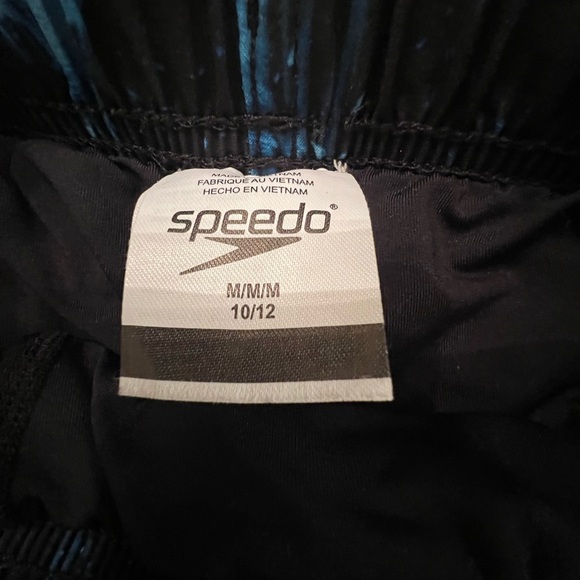 FABRIQUE AU VIETNAM
HECHO EN VIETNAM
speedo®
M/M/M
10/12